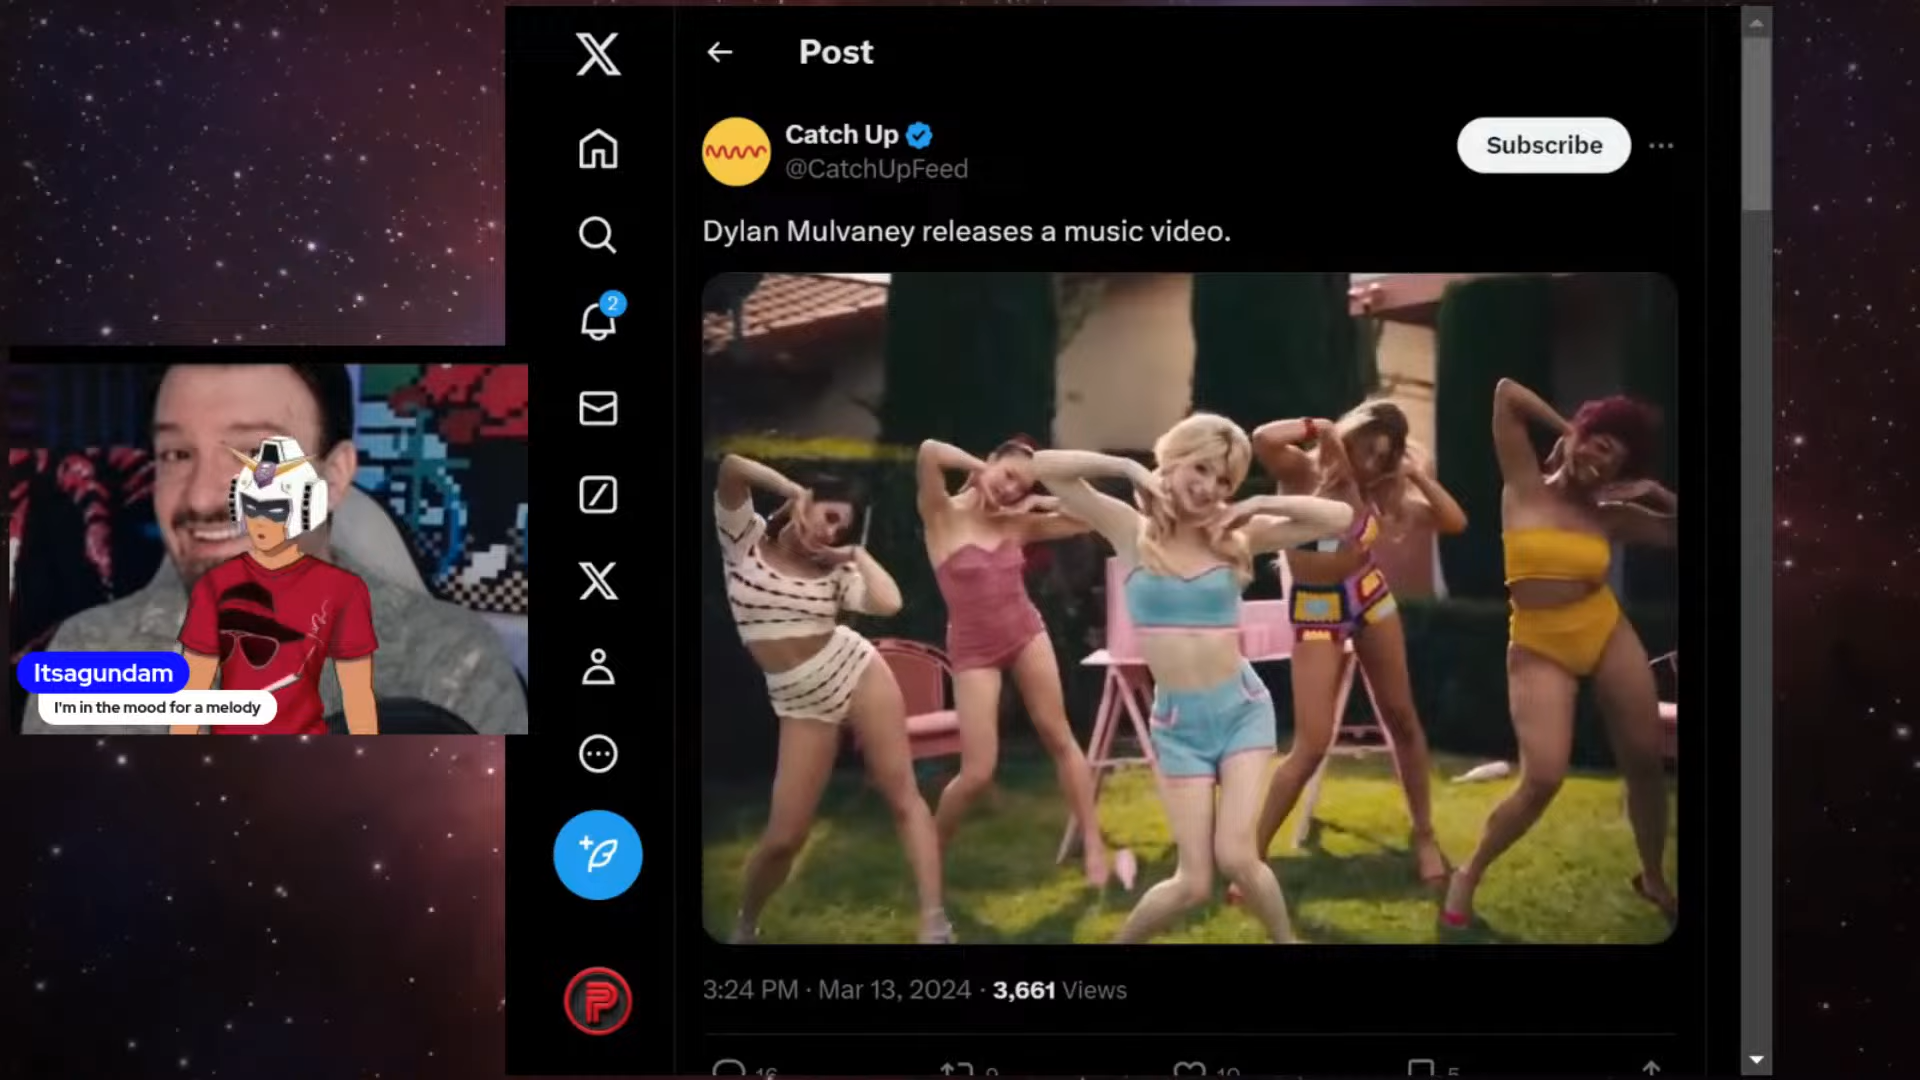 Post
Catch Up
@CatchUpFeed
Subscribe
Dylan Mulvaney releases a music video.
2
Itsagundam
I'm in the mood for a melody
3:24 PM · Mar 13, 2024 · 3,661 Views